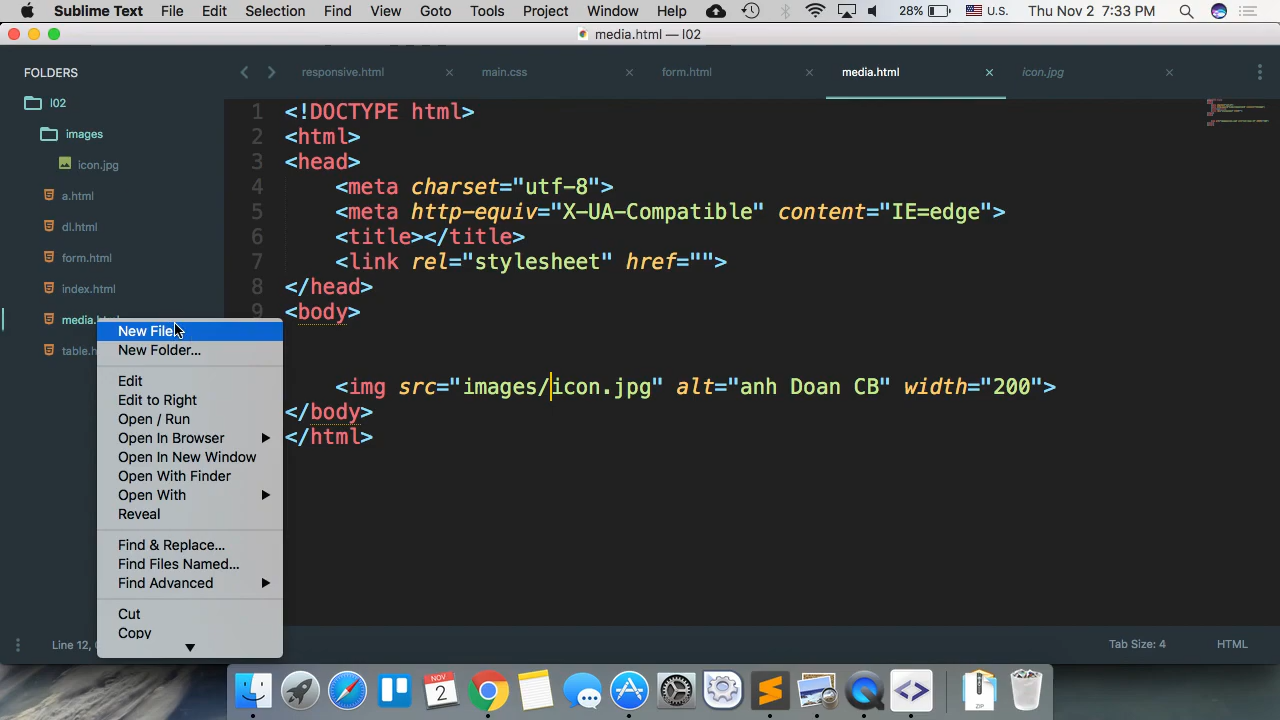 Sublime Text File Edit Selection Find View Goto Tools Project Window Help 28% U.S. Thu Nov 2 7:33 PM
media.html — l02
FOLDERS
l02
images
icon.jpg
a.html
dl.html
form.html
index.html
media.
table.h
responsive.html × main.css × form.html × media.html × icon.jpg ×
1 <!DOCTYPE html>
2 <html>
3 <head>
4 <meta charset="utf-8">
5 <meta http-equiv="X-UA-Compatible" content="IE=edge">
6 <title></title>
7 <link rel="stylesheet" href="">
8 </head>
9 <body>
<img src="images/icon.jpg" alt="anh Doan CB" width="200">
</body>
</html>
New File
New Folder...
Edit
Edit to Right
Open / Run
Open In Browser
Open In New Window
Open With Finder
Open With
Reveal
Find & Replace...
Find Files Named...
Find Advanced
Cut
Copy
Line 12,
Tab Size: 4 HTML
NOV
2
ZIP